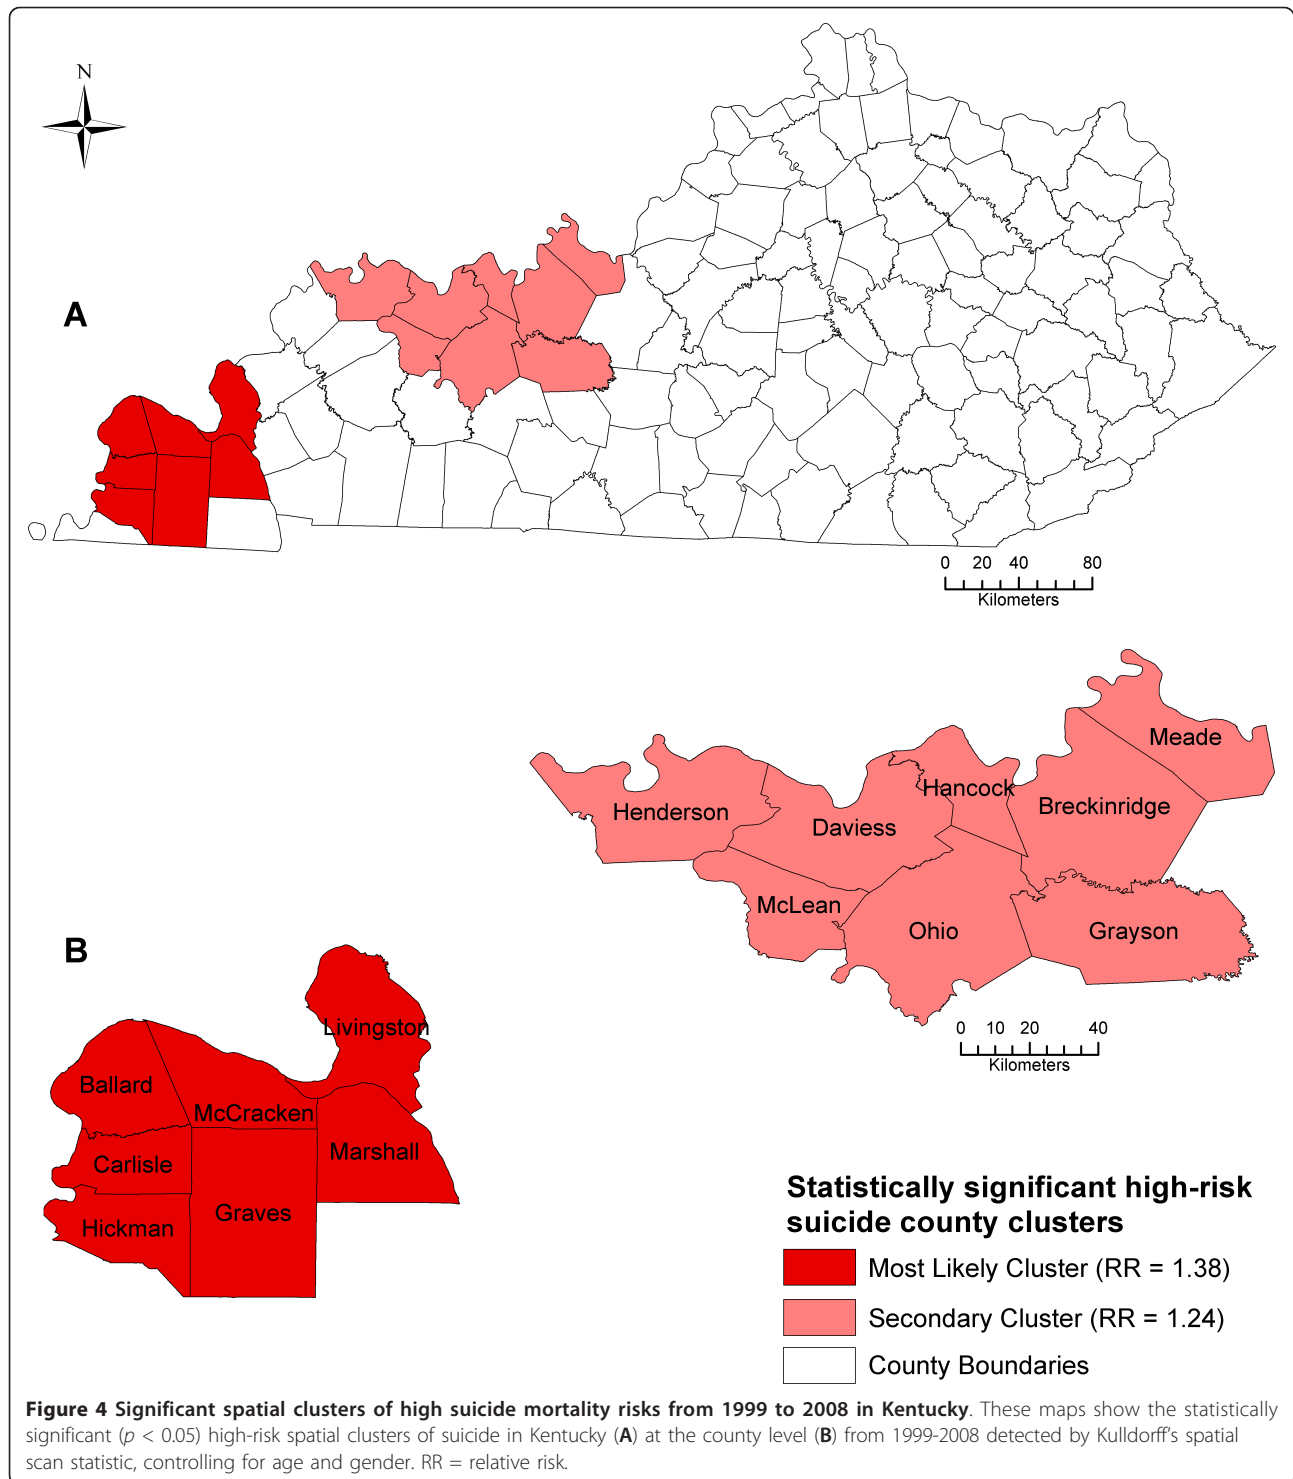 N
A
0 20 40 80
Kilometers
Meade
Hancock
Breckinridge
Henderson
Daviess
McLean
Ohio
Grayson
B
0 10 20 40
Kilometers
Livingston
Ballard
McCracken
Marshall
Carlisle
Graves
Hickman
Statistically significant high-risk
suicide county clusters
Most Likely Cluster (RR = 1.38)
Secondary Cluster (RR = 1.24)
County Boundaries
Figure 4 Significant spatial clusters of high suicide mortality risks from 1999 to 2008 in Kentucky. These maps show the statistically
significant (p < 0.05) high-risk spatial clusters of suicide in Kentucky (A) at the county level (B) from 1999-2008 detected by Kulldorff's spatial
scan statistic, controlling for age and gender. RR = relative risk.